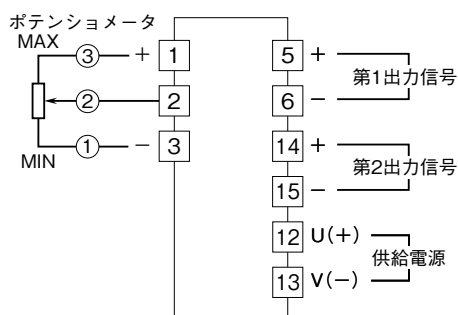 ポテンショメータ
MAX
③ + 1
② 2
① − 3
MIN
5 +
第1出力信号
6 −
14 +
第2出力信号
15 −
12 U(+)
供給電源
13 V(−)